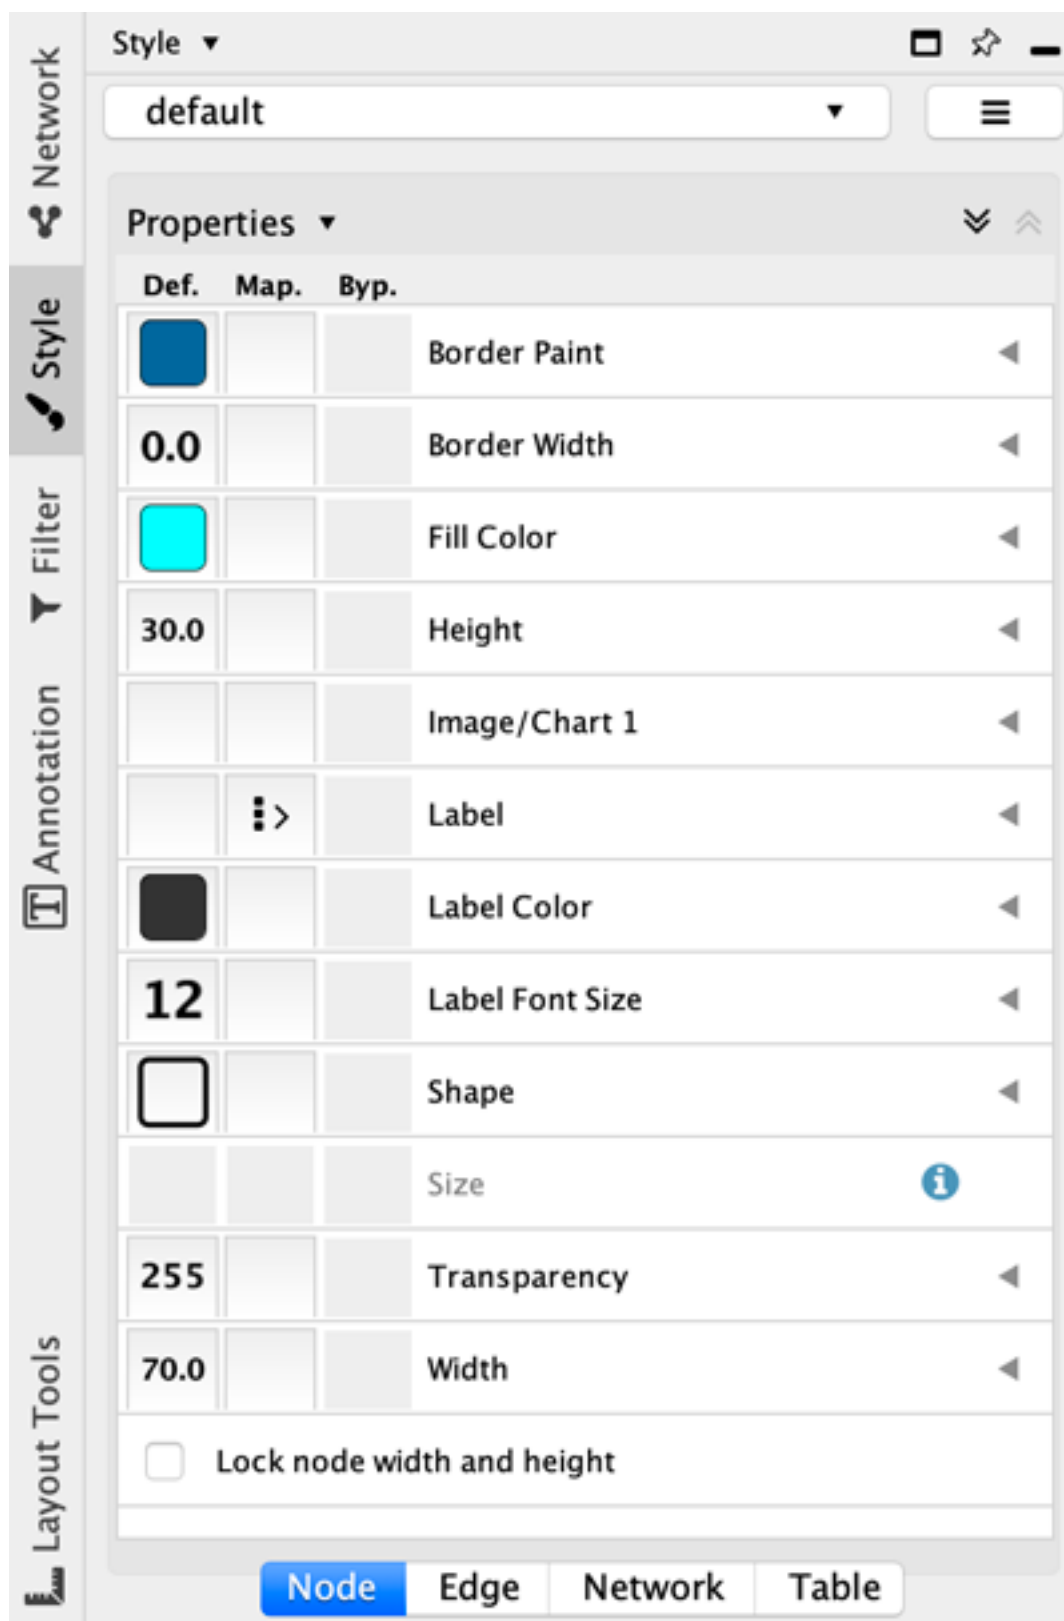 Style
default
Properties
Def. Map. Byp.
Border Paint
0.0 Border Width
Fill Color
30.0 Height
Image/Chart 1
Label
Label Color
12 Label Font Size
Shape
Size
255 Transparency
70.0 Width
Lock node width and height
Node Edge Network Table
Network
Style
Filter
T Annotation
Layout Tools